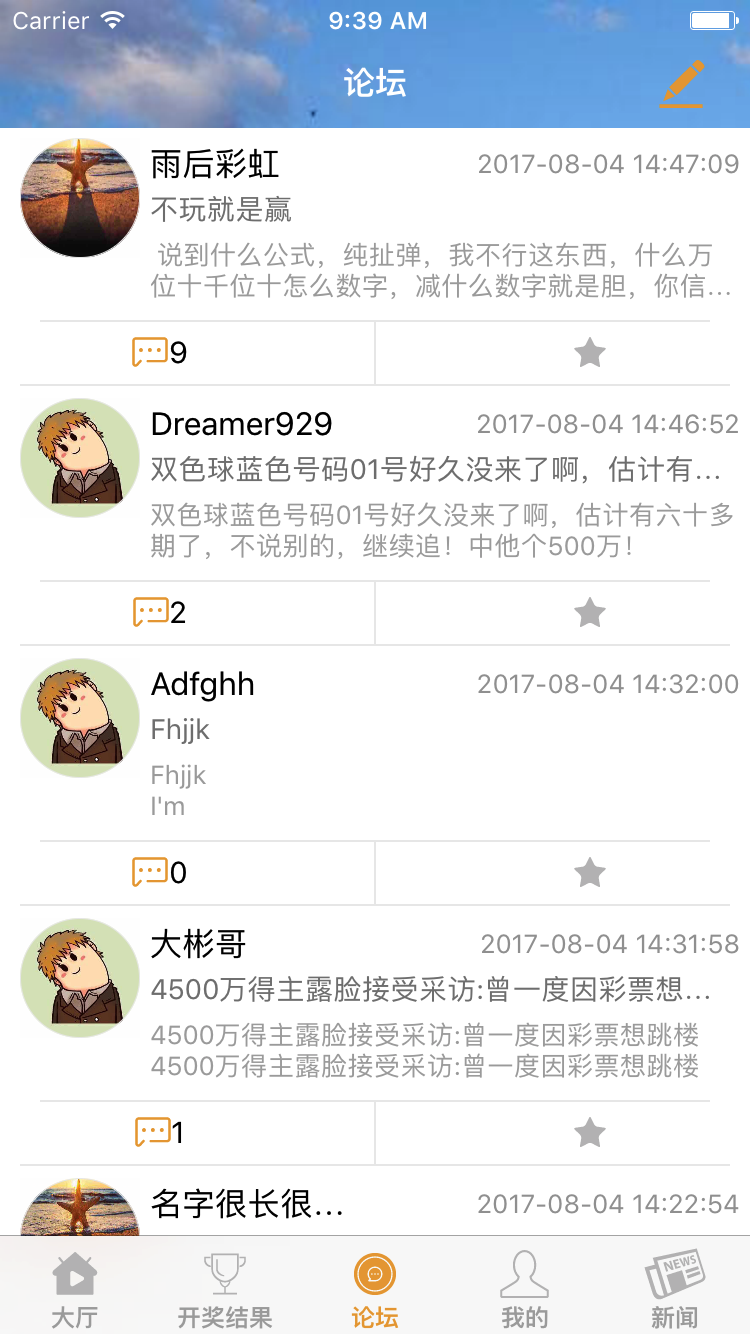 Carrier 9:39 AM
论坛
雨后彩虹 2017-08-04 14:47:09
不玩就是赢
说到什么公式，纯扯弹，我不行这东西，什么万
位十千位十怎么数字，减什么数字就是胆，你信...
9
Dreamer929 2017-08-04 14:46:52
双色球蓝色号码01号好久没来了啊，估计有...
双色球蓝色号码01号好久没来了啊，估计有六十多
期了，不说别的，继续追！中他个500万！
2
Adfghh 2017-08-04 14:32:00
Fhjjk
Fhjjk
I'm
0
大彬哥 2017-08-04 14:31:58
4500万得主露脸接受采访:曾一度因彩票想...
4500万得主露脸接受采访:曾一度因彩票想跳楼
4500万得主露脸接受采访:曾一度因彩票想跳楼
1
名字很长很... 2017-08-04 14:22:54
NEWS
大厅 开奖结果 论坛 我的 新闻